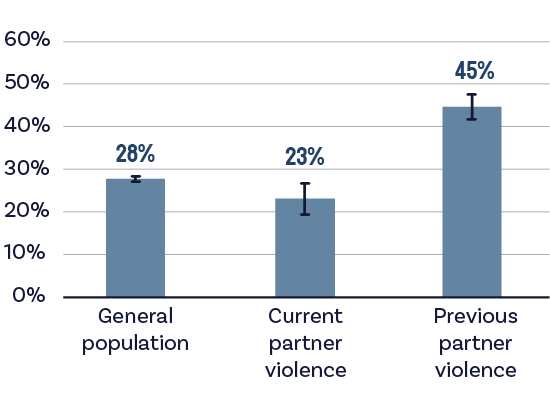 60%
50%
40%
30%
20%
10%
0%
28%
23%
45%
General
population
Current
partner
violence
Previous
partner
violence